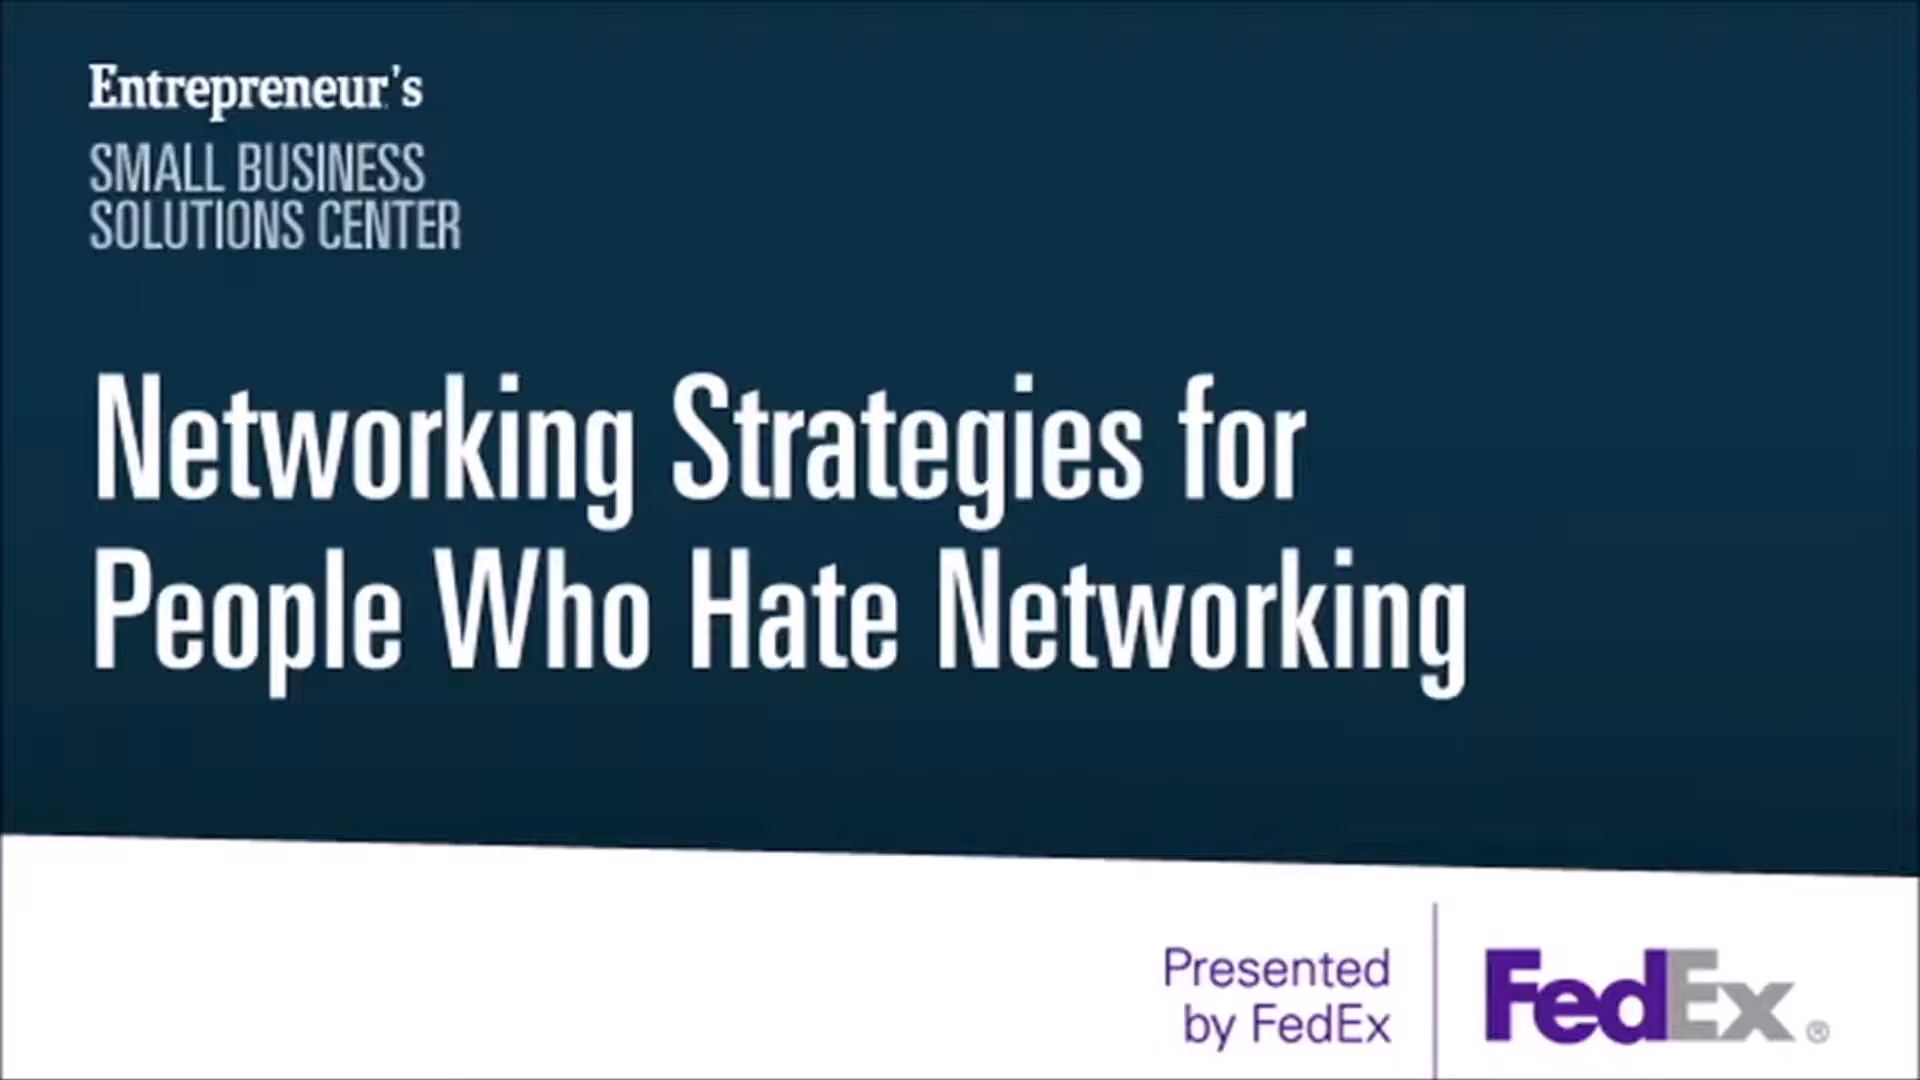 Entrepreneur's
SMALL BUSINESS
SOLUTIONS CENTER
Networking Strategies for
People Who Hate Networking
Presented
by FedEx
FedEx®